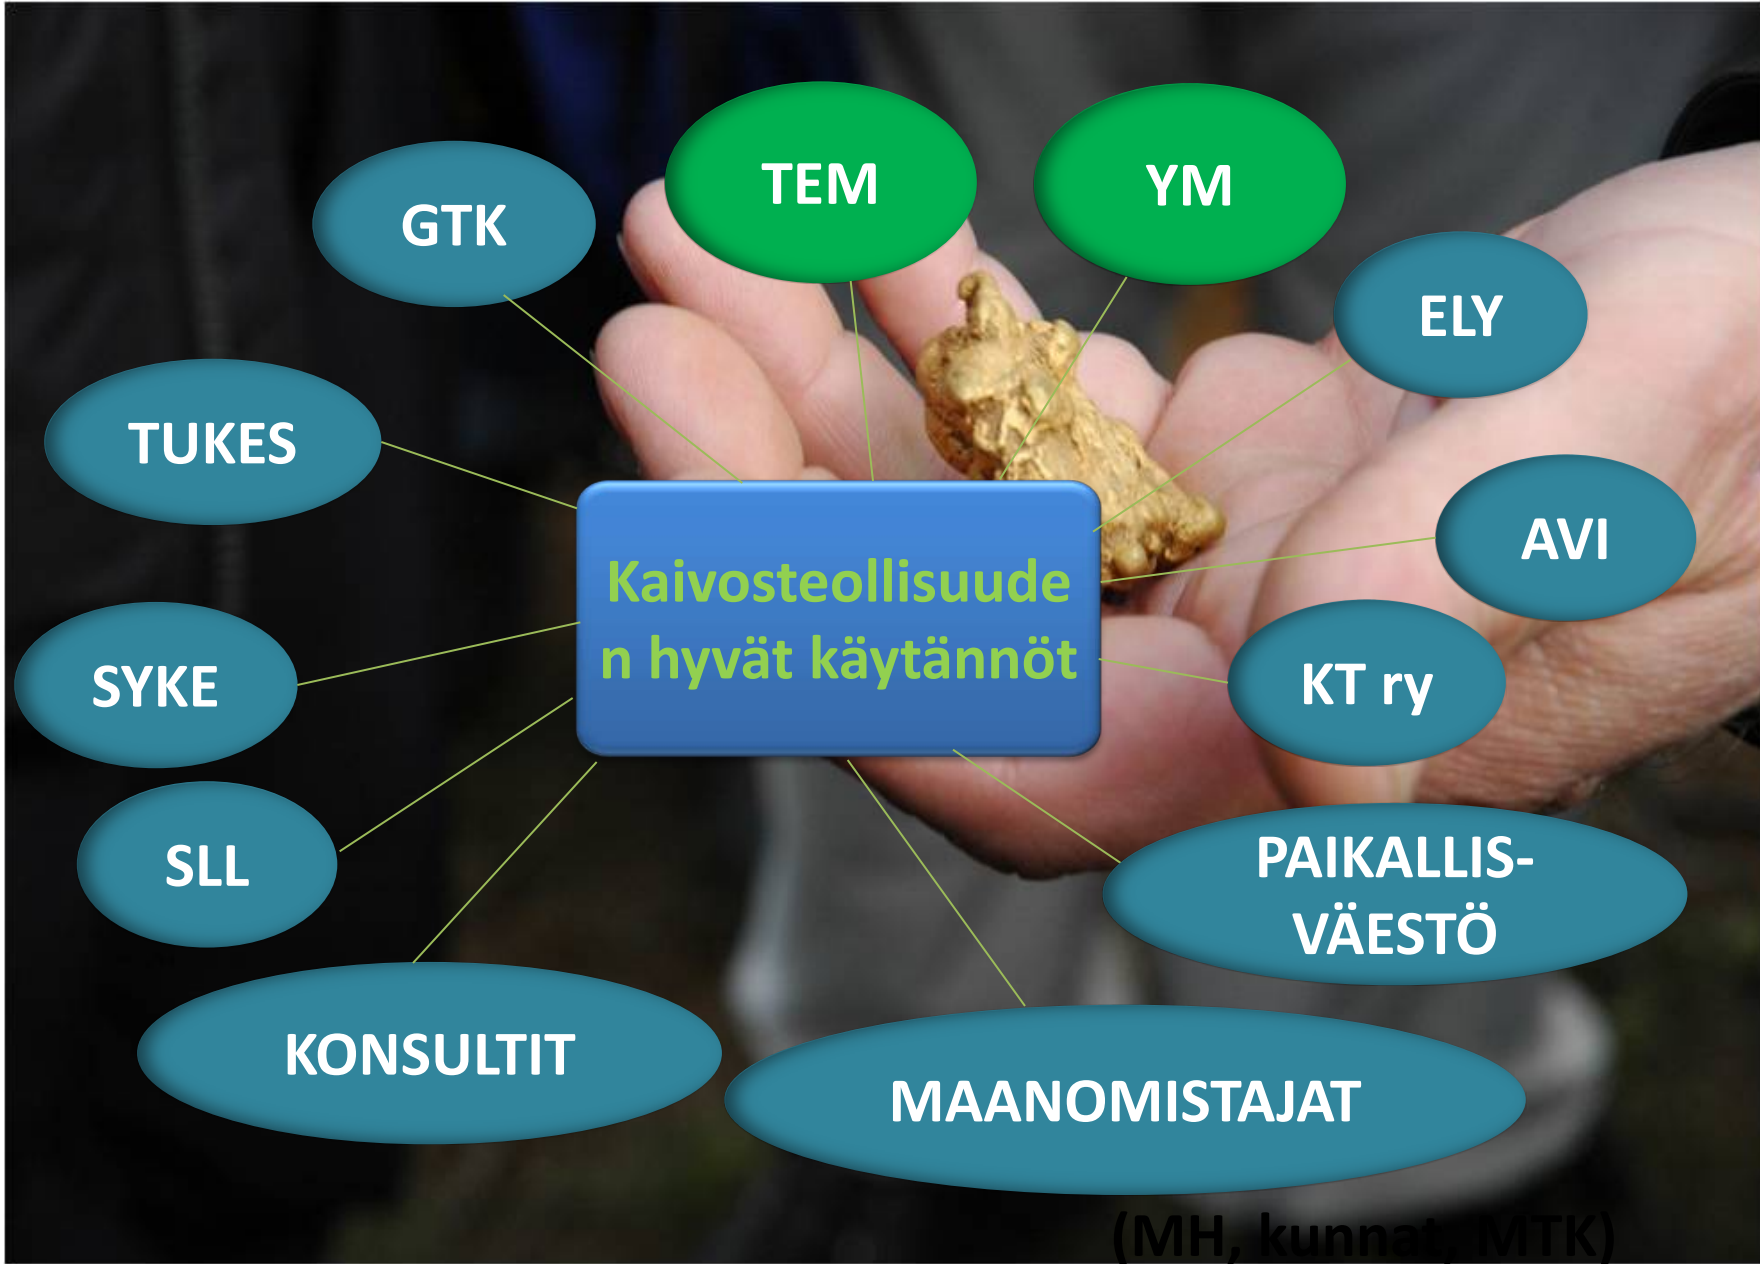 TEM
YM
GTK
ELY
TUKES
AVI
Kaivosteollisuude
n hyvät käytännöt
SYKE
KT ry
SLL
PAIKALLIS-
VÄESTÖ
KONSULTIT
MAANOMISTAJAT
(MH, kunnat, MTK)